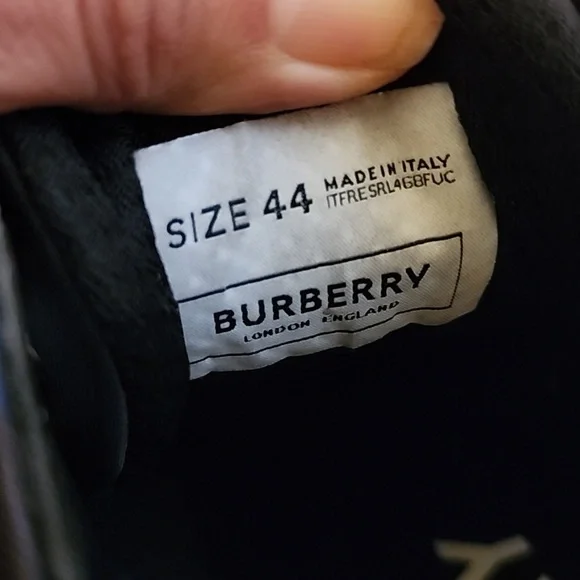 SIZE 44 MADE IN ITALY
ITFRESRL46BFUC
BURBERRY
LONDON ENGLAND